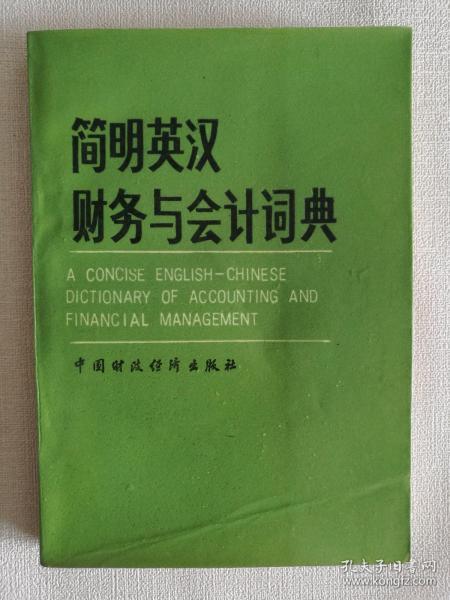 简明英汉
财务与会计词典
A CONCISE ENGLISH-CHINESE
DICTIONARY OF ACCOUNTING AND
FINANCIAL MANAGEMENT
中国财政经济出版社
孔夫子旧书网
www.kongfz.com